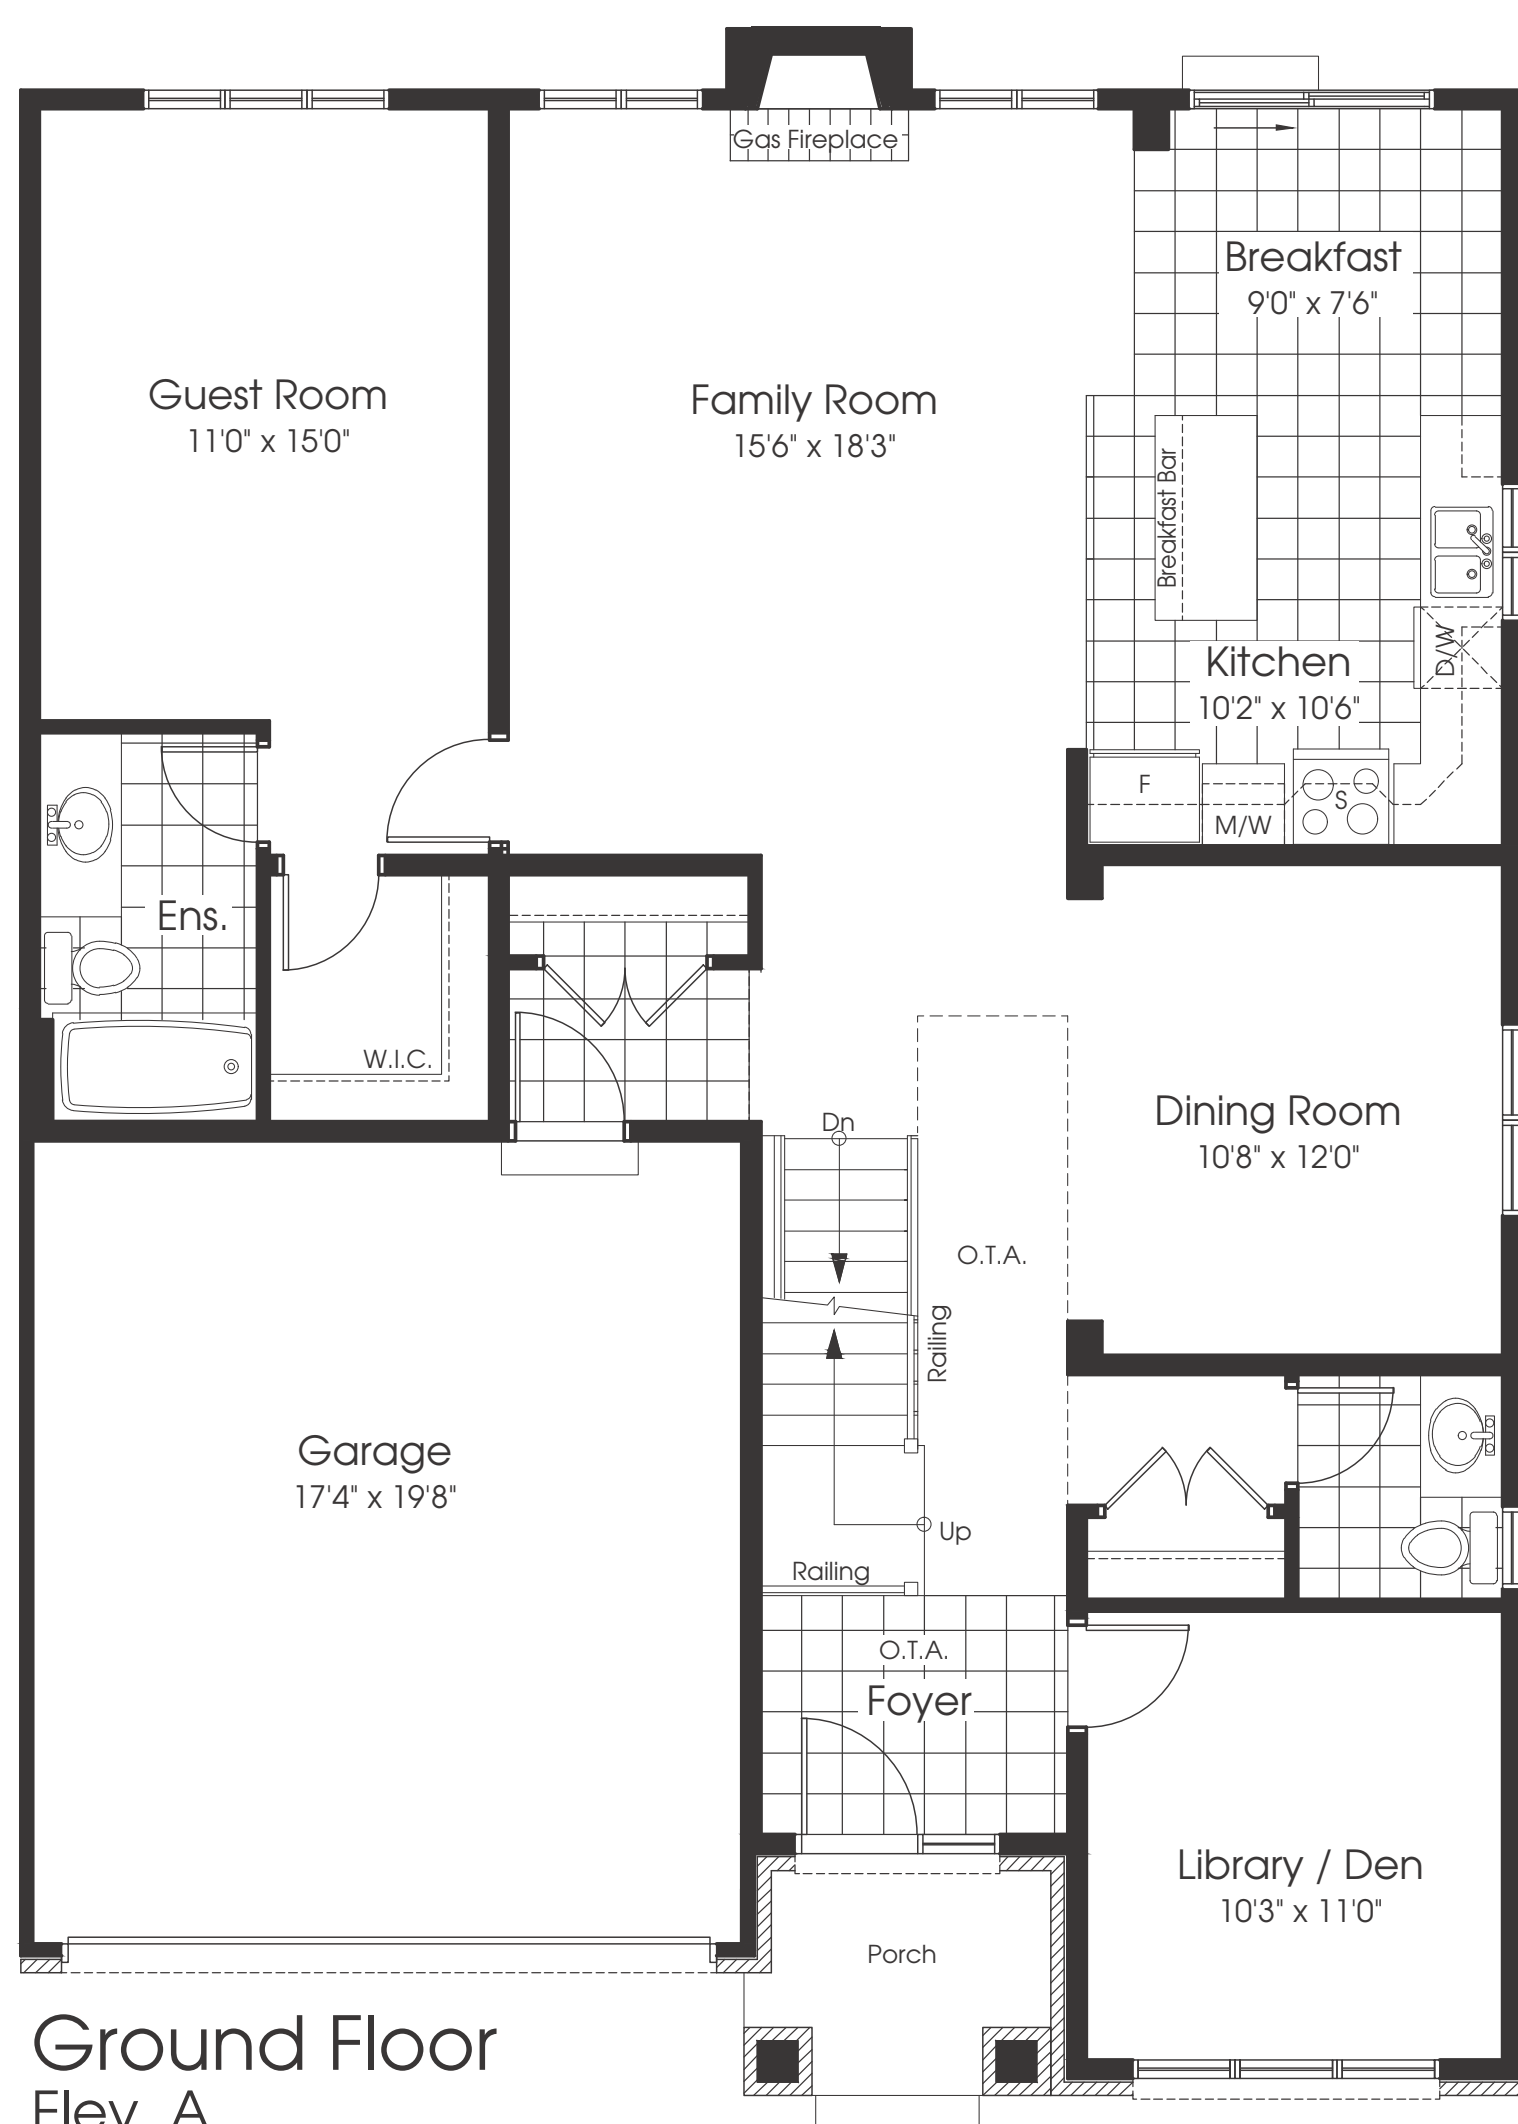 Gas Fireplace
Breakfast
9'0" x 7'6"
Guest Room
11'0" x 15'0"
Family Room
15'6" x 18'3"
Breakfast Bar
Kitchen
10'2" x 10'6"
D/W
F
M/W
S
Ens.
W.I.C.
Dining Room
10'8" x 12'0"
Dn
O.T.A.
Railing
Garage
17'4" x 19'8"
Up
Railing
O.T.A.
Foyer
Library / Den
10'3" x 11'0"
Porch
Ground Floor
Elev. A